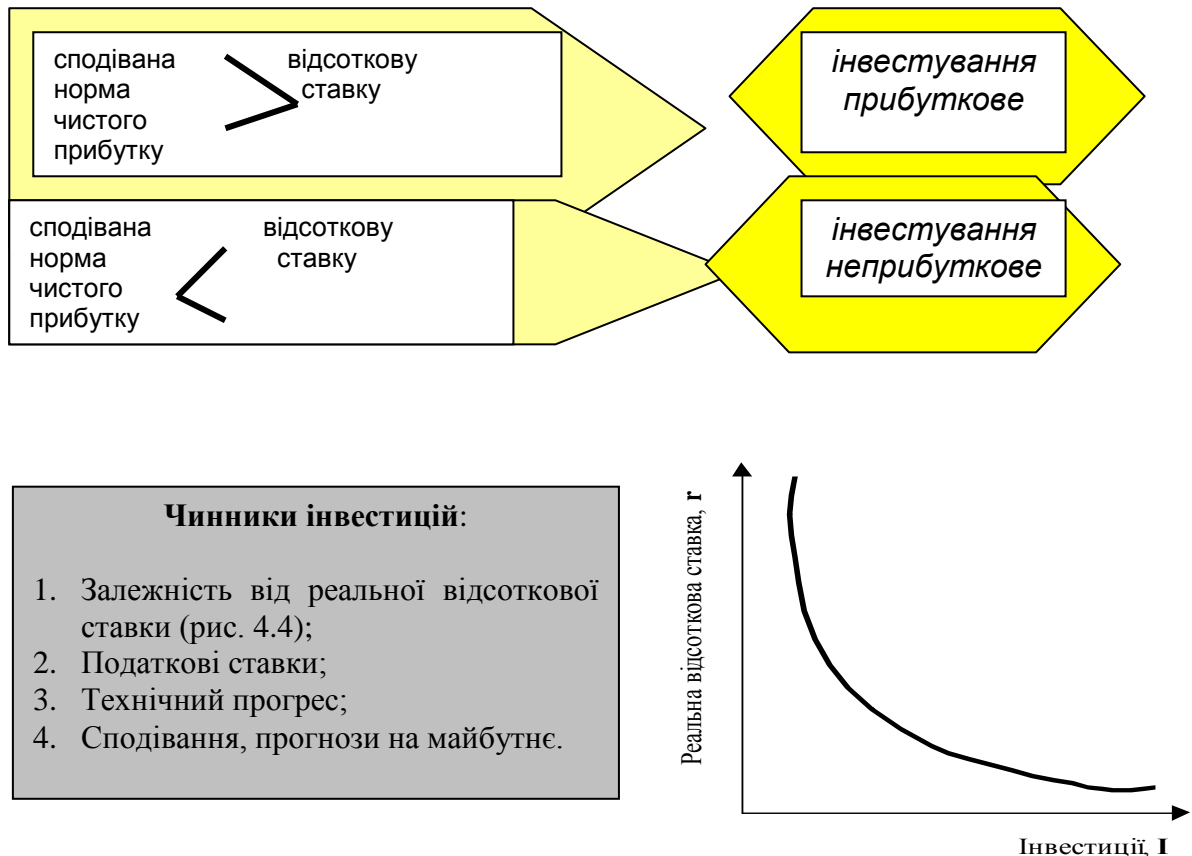 сподівана відсоткову
норма ставку
чистого
прибутку
інвестування
прибуткове
сподівана відсоткову
норма ставку
чистого
прибутку
інвестування
неприбуткове
Чинники інвестицій:
1. Залежність від реальної відсоткової
ставки (рис. 4.4);
2. Податкові ставки;
3. Технічний прогрес;
4. Сподівання, прогнози на майбутнє.
Реальна відсоткова ставка, r
Інвестиції, I